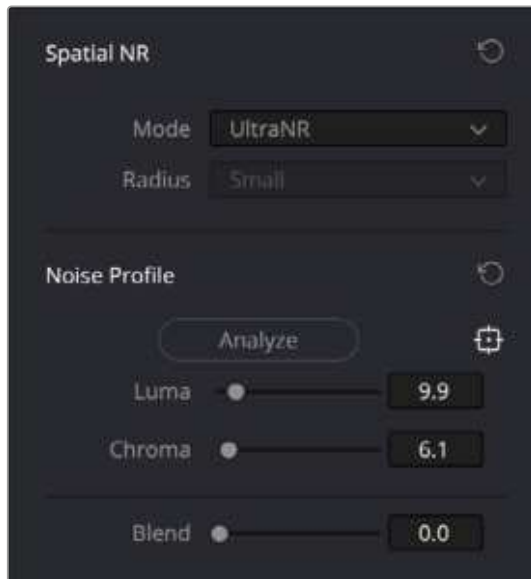 Spatial NR
Mode UltraNR
Radius Small
Noise Profile
Analyze
Luma 9.9
Chroma 6.1
Blend 0.0